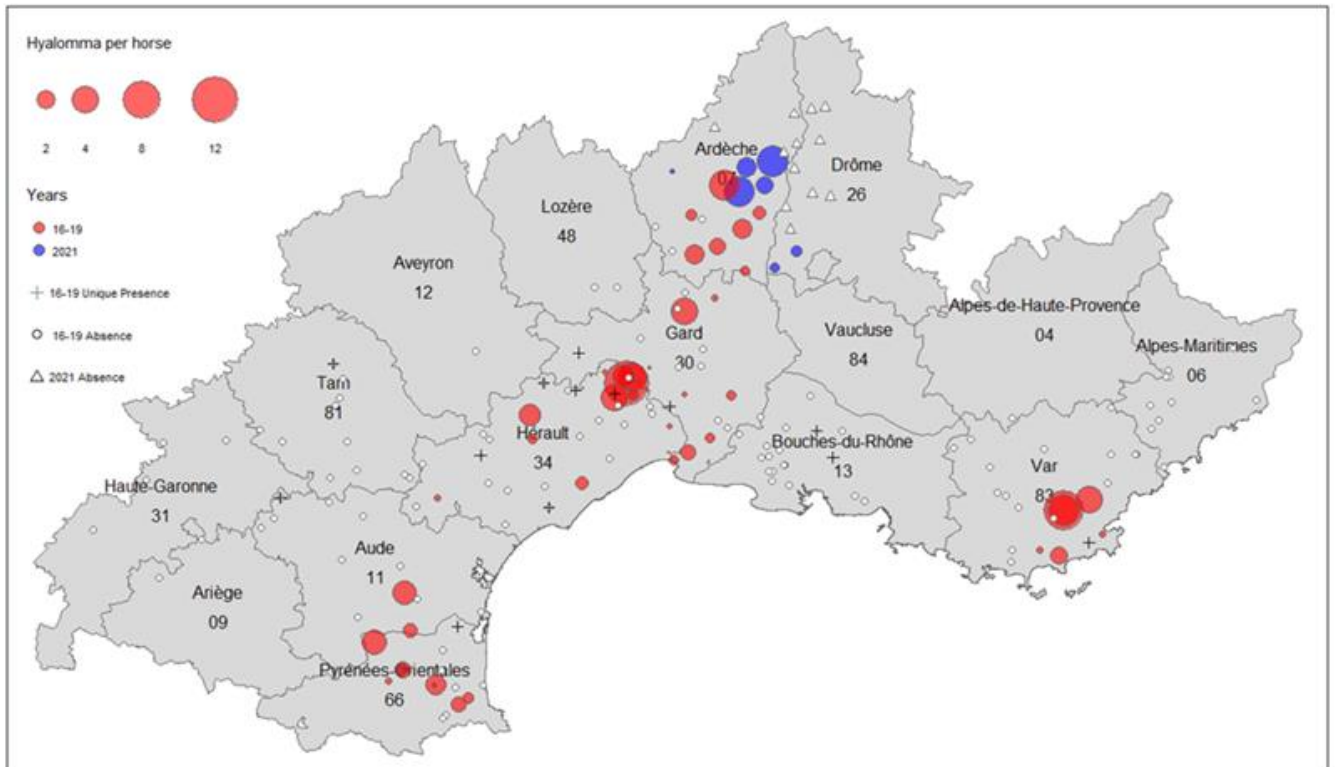 Hyalomma per horse
2 4 8 12
Years
16-19
2021
16-19 Unique Presence
16-19 Absence
2021 Absence
Ardèche
07
Drôme
26
Lozère
48
Aveyron
12
Alpes-de-Haute-Provence
04
Gard
30
Vaucluse
84
Alpes-Maritimes
06
Tarn
81
Hérault
34
Bouches-du-Rhône
13
Var
83
Haute-Garonne
31
Aude
11
Ariège
09
Pyrénées-Orientales
66